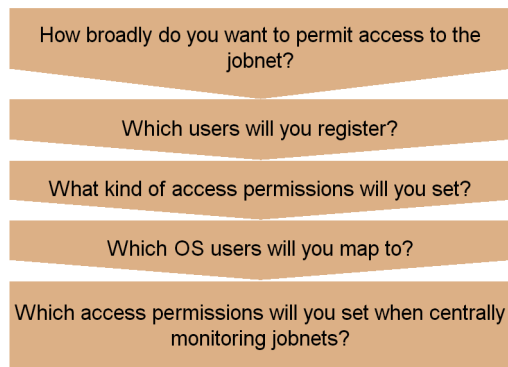 How broadly do you want to permit access to the
jobnet?
Which users will you register?
What kind of access permissions will you set?
Which OS users will you map to?
Which access permissions will you set when centrally
monitoring jobnets?